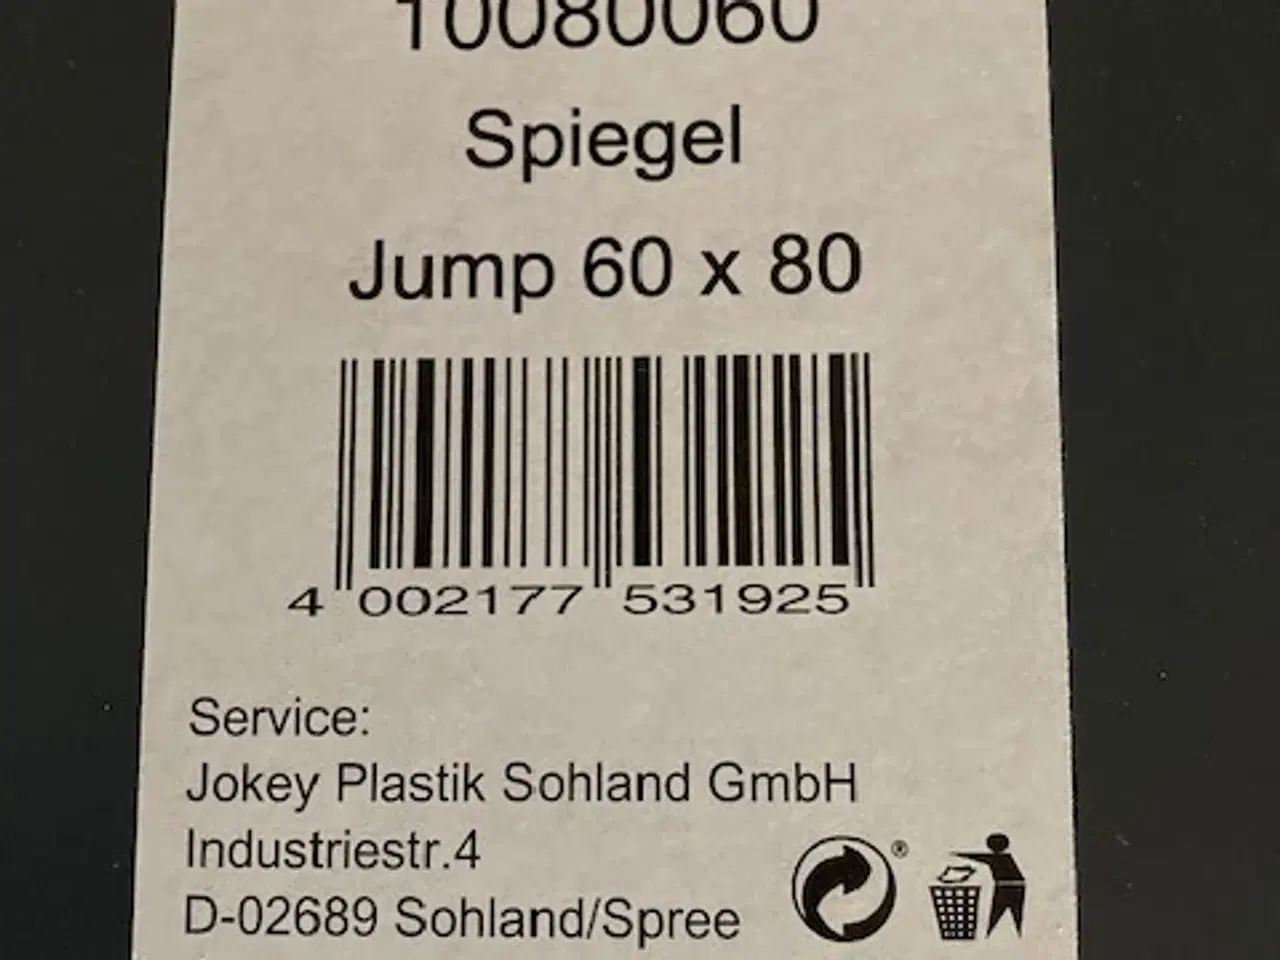 10080060
Spiegel
Jump 60 x 80
4 002177 531925
Service:
Jokey Plastik Sohland GmbH
Industriestr.4
D-02689 Sohland/Spree
®